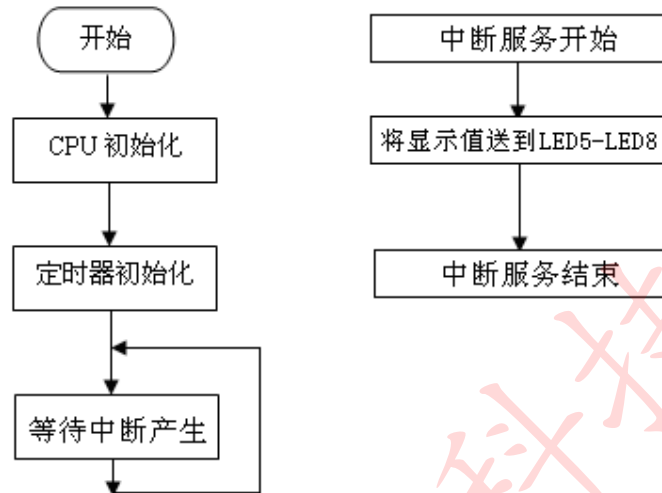 开始
CPU 初始化
定时器初始化
等待中断产生
中断服务开始
将显示值送到LED5-LED8
中断服务结束
科技